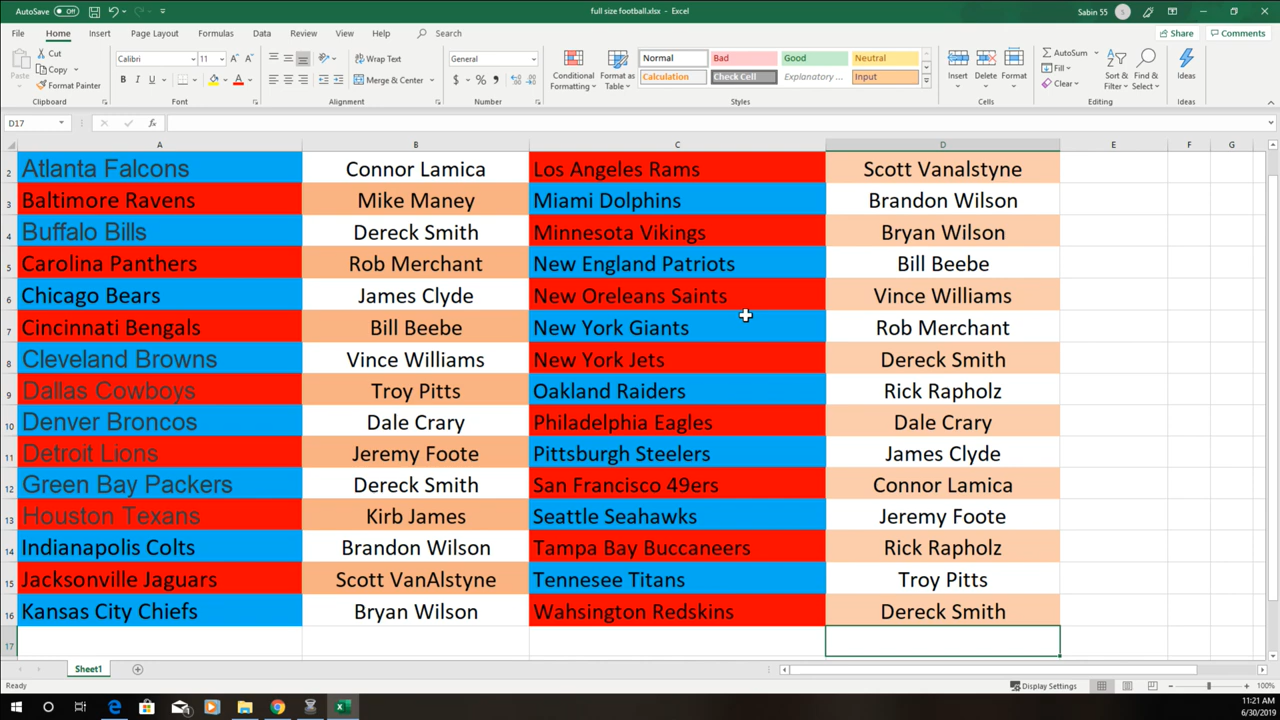 AutoSave Off full size football.xlsx - Excel Sabin 55
File Home Insert Page Layout Formulas Data Review View Help Search Share Comments
Cut
Copy
Format Painter
Paste
Clipboard
Calibri 11
B I U
Font
Wrap Text
Merge & Center
Alignment
General
$ % ,
Number
Conditional Formatting
Format as Table
Normal Bad Good Neutral
Calculation Check Cell Explanatory ... Input
Styles
Insert Delete Format
Cells
AutoSum
Fill
Clear
Sort & Filter
Find & Select
Editing
Ideas
Ideas
D17 fx
A B C D E F G
2 Atlanta Falcons Connor Lamica Los Angeles Rams Scott Vanalstyne
3 Baltimore Ravens Mike Maney Miami Dolphins Brandon Wilson
4 Buffalo Bills Dereck Smith Minnesota Vikings Bryan Wilson
5 Carolina Panthers Rob Merchant New England Patriots Bill Beebe
6 Chicago Bears James Clyde New Oreleans Saints Vince Williams
7 Cincinnati Bengals Bill Beebe New York Giants Rob Merchant
8 Cleveland Browns Vince Williams New York Jets Dereck Smith
9 Dallas Cowboys Troy Pitts Oakland Raiders Rick Rapholz
10 Denver Broncos Dale Crary Philadelphia Eagles Dale Crary
11 Detroit Lions Jeremy Foote Pittsburgh Steelers James Clyde
12 Green Bay Packers Dereck Smith San Francisco 49ers Connor Lamica
13 Houston Texans Kirb James Seattle Seahawks Jeremy Foote
14 Indianapolis Colts Brandon Wilson Tampa Bay Buccaneers Rick Rapholz
15 Jacksonville Jaguars Scott VanAlstyne Tennesee Titans Troy Pitts
16 Kansas City Chiefs Bryan Wilson Wahsington Redskins Dereck Smith
17
Sheet1
Ready Display Settings 100%
11:21 AM
6/30/2019